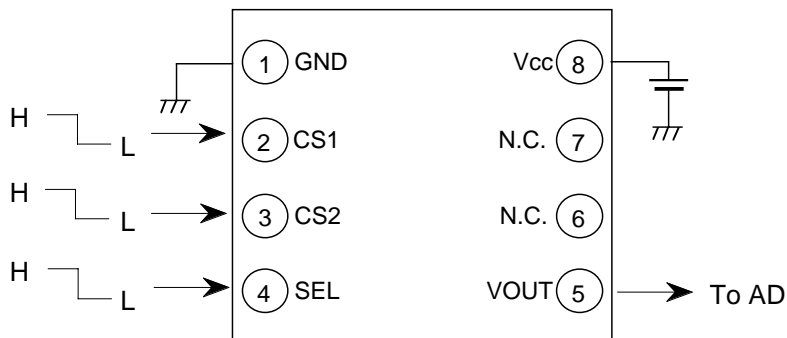 1 GND Vcc 8
H L 2 CS1 N.C. 7
H L 3 CS2 N.C. 6
H L 4 SEL VOUT 5 To AD